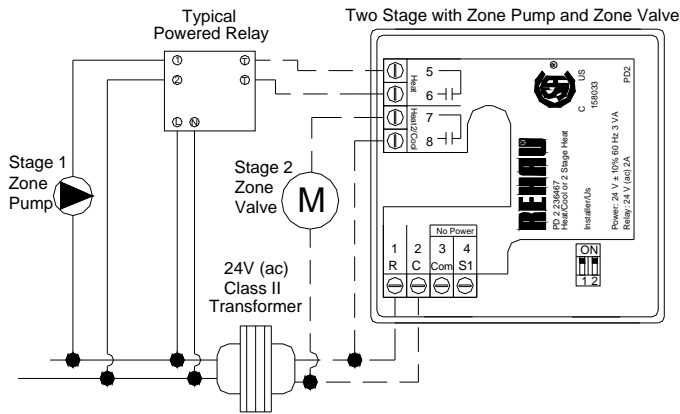 Typical
Powered Relay
Two Stage with Zone Pump and Zone Valve
1
2
T
T
L
N
5
6
7
8
Heat
Heat2/Cool
US
C
158033
PD2
REHAU
PD 2 236467
Heat/Cool or 2 Stage Heat
Installer/Us
Power: 24 V ± 10% 60 Hz 3 VA
Relay: 24 V (ac) 2A
Stage 1
Zone
Pump
Stage 2
Zone
Valve
M
No Power
1
2
3
4
R
C
Com
S1
ON
1 2
24V (ac)
Class II
Transformer